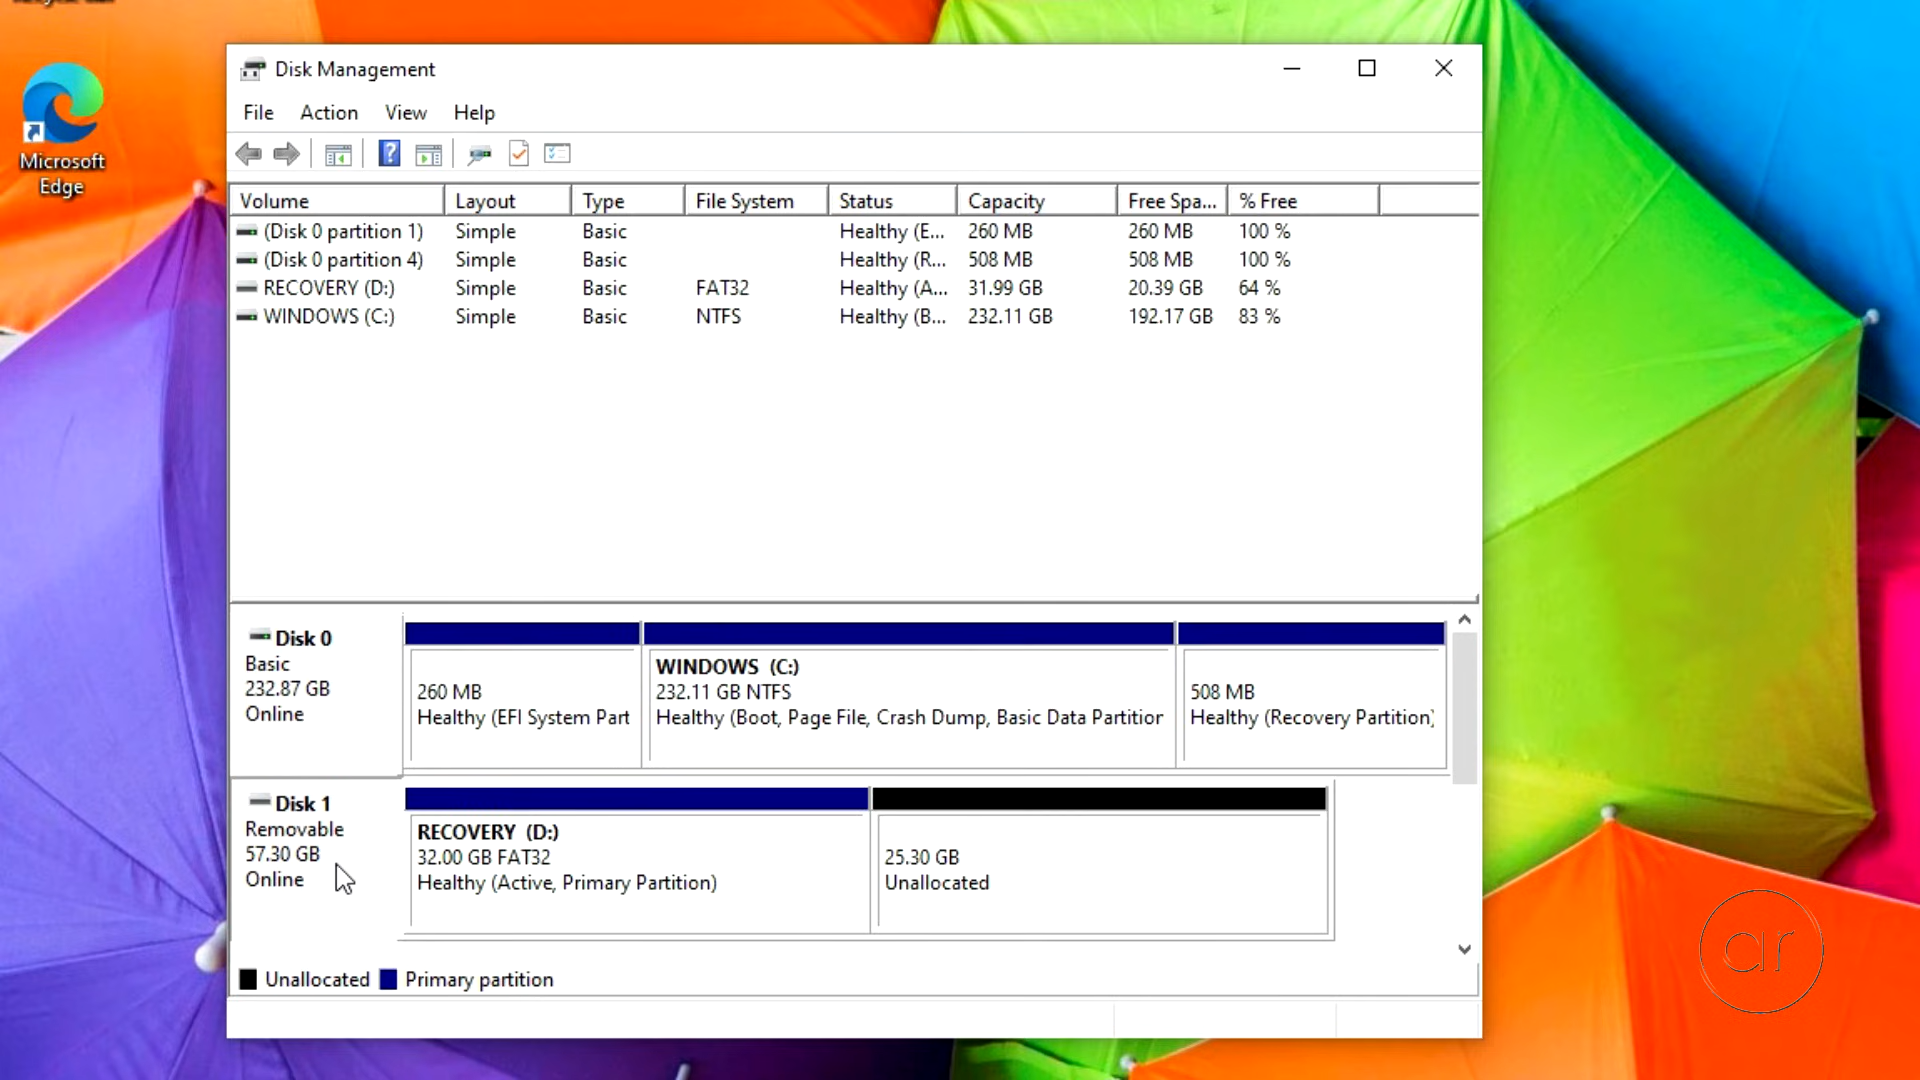 Disk Management
File Action View Help
Microsoft
Edge
Volume Layout Type File System Status Capacity Free Spa... % Free
(Disk 0 partition 1) Simple Basic Healthy (E... 260 MB 260 MB 100 %
(Disk 0 partition 4) Simple Basic Healthy (R... 508 MB 508 MB 100 %
RECOVERY (D:) Simple Basic FAT32 Healthy (A... 31.99 GB 20.39 GB 64 %
WINDOWS (C:) Simple Basic NTFS Healthy (B... 232.11 GB 192.17 GB 83 %
Disk 0
Basic
232.87 GB
Online
260 MB
Healthy (EFI System Part
WINDOWS (C:)
232.11 GB NTFS
Healthy (Boot, Page File, Crash Dump, Basic Data Partition
508 MB
Healthy (Recovery Partition)
Disk 1
Removable
57.30 GB
Online
RECOVERY (D:)
32.00 GB FAT32
Healthy (Active, Primary Partition)
25.30 GB
Unallocated
Unallocated Primary partition
ar